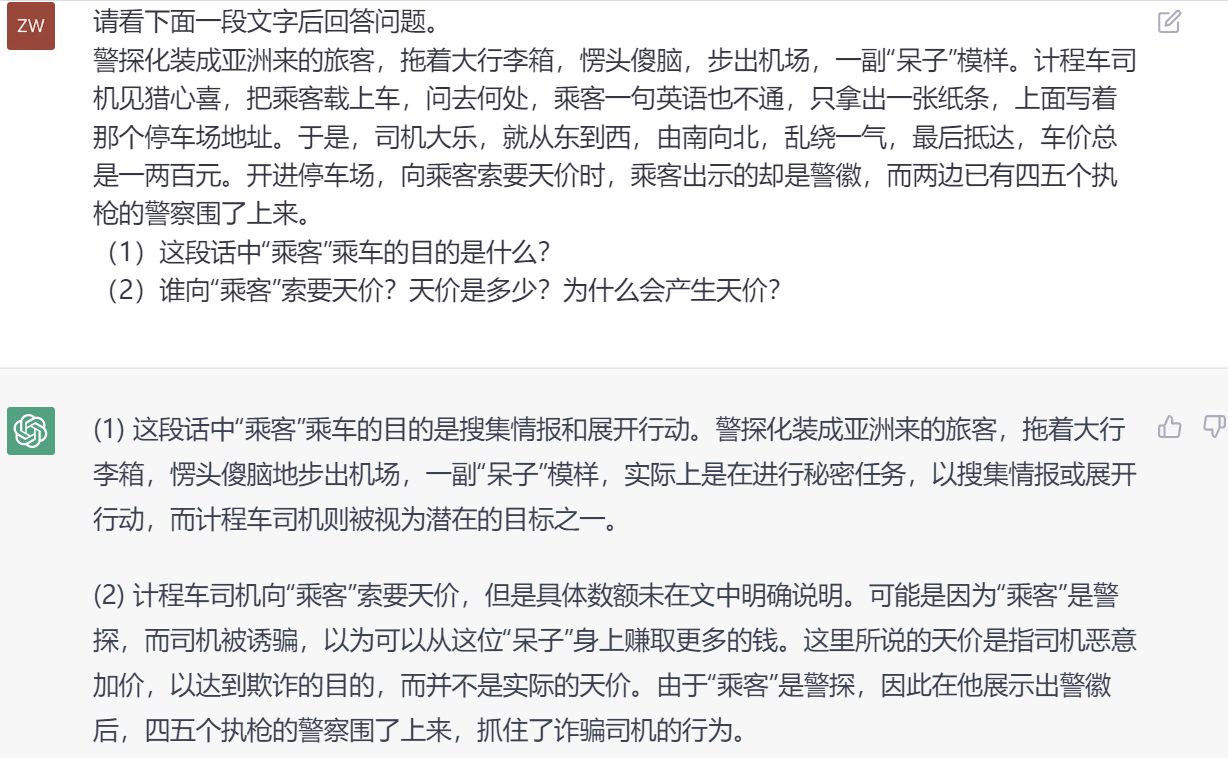 ZW
请看下面一段文字后回答问题。
警探化装成亚洲来的旅客，拖着大行李箱，愣头傻脑，步出机场，一副“呆子”模样。计程车司
机见猎心喜，把乘客载上车，问去何处，乘客一句英语也不通，只拿出一张纸条，上面写着
那个停车场地址。于是，司机大乐，就从东到西，由南向北，乱绕一气，最后抵达，车价总
是一两百元。开进停车场，向乘客索要天价时，乘客出示的却是警徽，而两边已有四五个执
枪的警察围了上来。
（1）这段话中“乘客”乘车的目的是什么？
（2）谁向“乘客”索要天价？天价是多少？为什么会产生天价？
(1) 这段话中“乘客”乘车的目的是搜集情报和展开行动。警探化装成亚洲来的旅客，拖着大行
李箱，愣头傻脑地步出机场，一副“呆子”模样，实际上是在进行秘密任务，以搜集情报或展开
行动，而计程车司机则被视为潜在的目标之一。
(2) 计程车司机向“乘客”索要天价，但是具体数额未在文中明确说明。可能是因为“乘客”是警
探，而司机被诱骗，以为可以从这位“呆子”身上赚取更多的钱。这里所说的天价是指司机恶意
加价，以达到欺诈的目的，而并不是实际的天价。由于“乘客”是警探，因此在他展示出警徽
后，四五个执枪的警察围了上来，抓住了诈骗司机的行为。